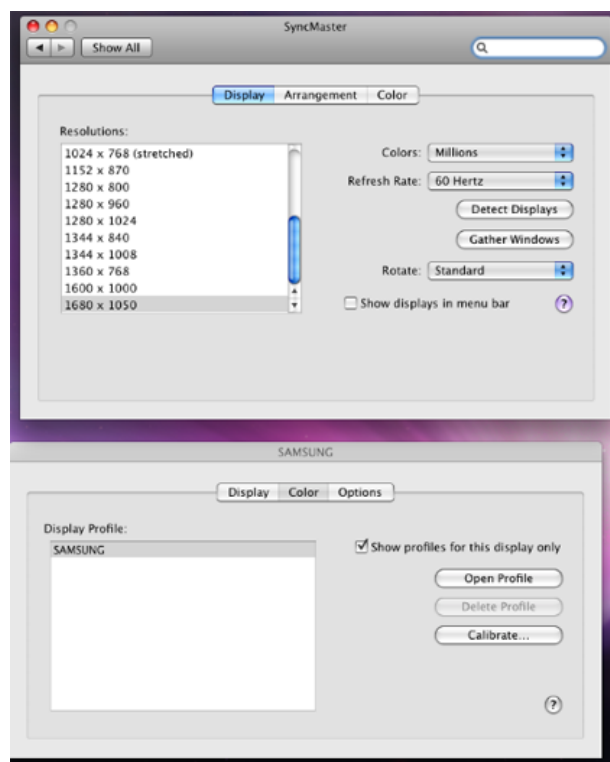 SyncMaster
Show All
Display Arrangement Color
Resolutions:
1024 x 768 (stretched)
1152 x 870
1280 x 800
1280 x 960
1280 x 1024
1344 x 840
1344 x 1008
1360 x 768
1600 x 1000
1680 x 1050
Colors: Millions
Refresh Rate: 60 Hertz
Detect Displays
Gather Windows
Rotate: Standard
Show displays in menu bar ?
SAMSUNG
Display Color Options
Display Profile:
SAMSUNG
Show profiles for this display only
Open Profile
Delete Profile
Calibrate...
?